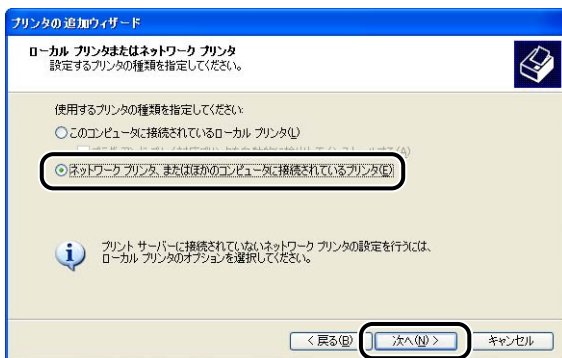 プリンタの追加ウィザード
ローカル プリンタまたはネットワーク プリンタ
設定するプリンタの種類を指定してください。
使用するプリンタの種類を指定してください:
このコンピュータに接続されているローカル プリンタ(L)
ネットワーク プリンタ、またはほかのコンピュータに接続されているプリンタ(E)
プリント サーバーに接続されていないネットワーク プリンタの設定を行うには、
ローカル プリンタのオプションを選択してください。
< 戻る(B)
次へ(N) >
キャンセル